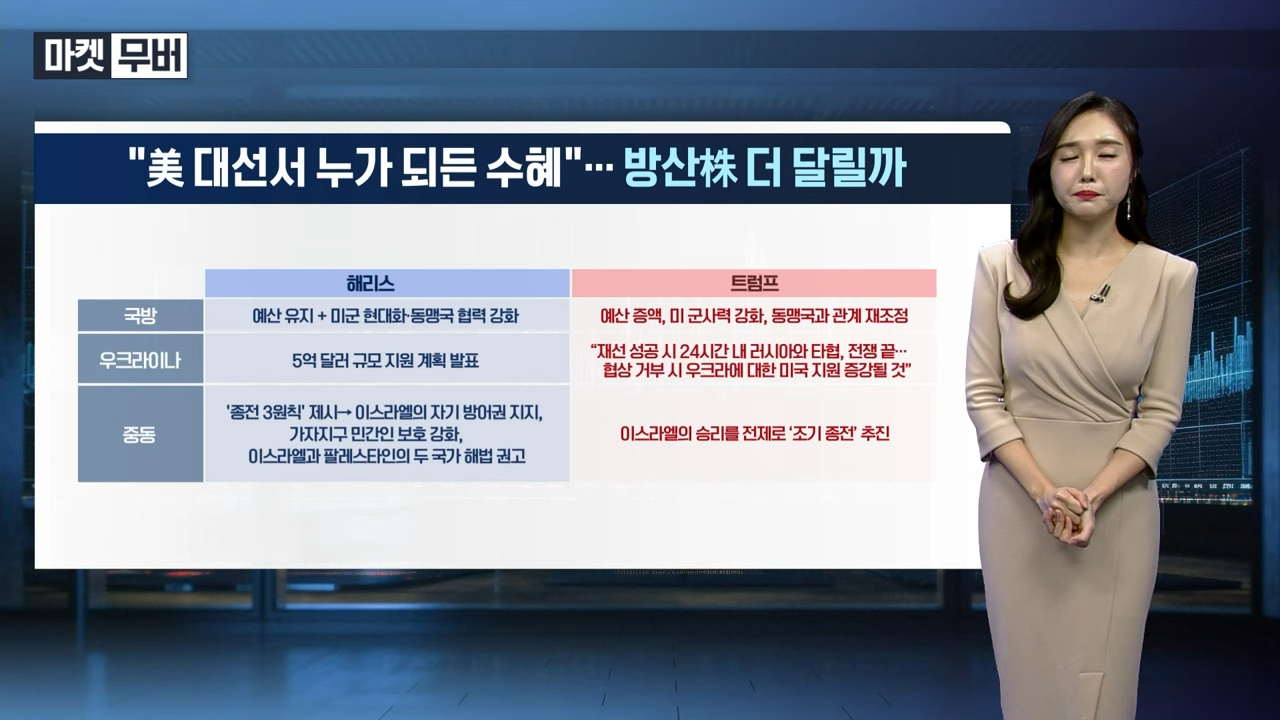 마켓무버
"美 대선서 누가 되든 수혜"… 방산株 더 달릴까
해리스 트럼프
국방 예산 유지 + 미군 현대화·동맹국 협력 강화 예산 증액, 미 군사력 강화, 동맹국과 관계 재조정
우크라이나 5억 달러 규모 지원 계획 발표 “재선 성공 시 24시간 내 러시아와 타협, 전쟁 끝…
협상 거부 시 우크라에 대한 미국 지원 증강될 것”
중동 '종전 3원칙' 제시→ 이스라엘의 자기 방어권 지지,
가자지구 민간인 보호 강화,
이스라엘과 팔레스타인의 두 국가 해법 권고
이스라엘의 승리를 전제로 ‘조기 종전’ 추진